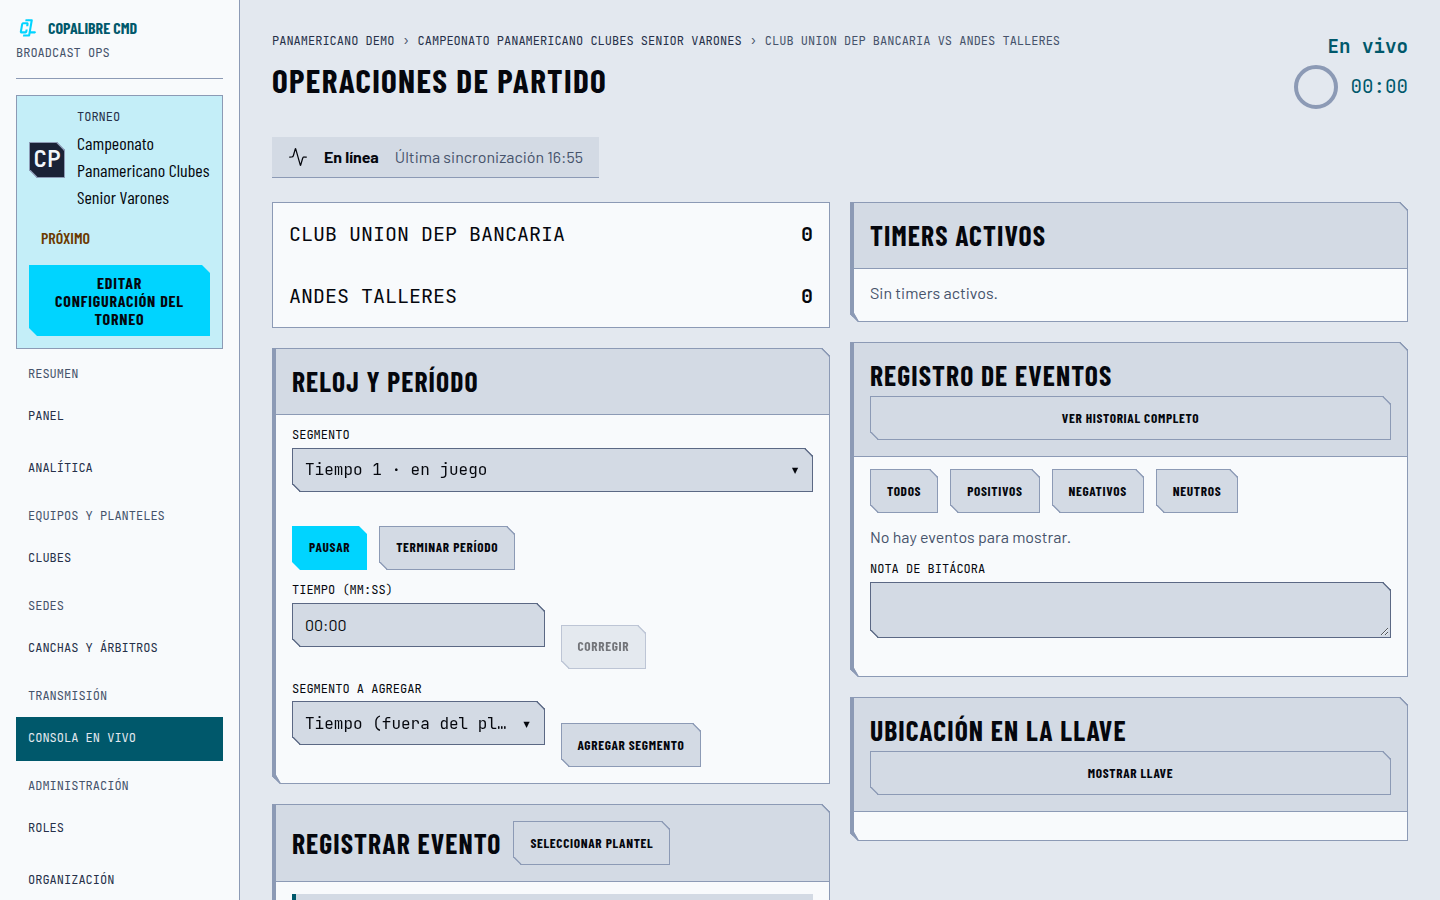 COPALIBRE CMD
BROADCAST OPS
TORNEO
CP
Campeonato
Panamericano Clubes
Senior Varones
PRÓXIMO
EDITAR
CONFIGURACIÓN DEL
TORNEO
RESUMEN
PANEL
ANALÍTICA
EQUIPOS Y PLANTELES
CLUBES
SEDES
CANCHAS Y ÁRBITROS
TRANSMISIÓN
CONSOLA EN VIVO
ADMINISTRACIÓN
ROLES
ORGANIZACIÓN
PANAMERICANO DEMO › CAMPEONATO PANAMERICANO CLUBES SENIOR VARONES › CLUB UNION DEP BANCARIA VS ANDES TALLERES
OPERACIONES DE PARTIDO
En vivo
00:00
En línea Última sincronización 16:55
CLUB UNION DEP BANCARIA 0
ANDES TALLERES 0
RELOJ Y PERÍODO
SEGMENTO
Tiempo 1 · en juego
PAUSAR TERMINAR PERÍODO
TIEMPO (MM:SS)
00:00
CORREGIR
SEGMENTO A AGREGAR
Tiempo (fuera del pl…
AGREGAR SEGMENTO
REGISTRAR EVENTO SELECCIONAR PLANTEL
TIMERS ACTIVOS
Sin timers activos.
REGISTRO DE EVENTOS
VER HISTORIAL COMPLETO
TODOS POSITIVOS NEGATIVOS NEUTROS
No hay eventos para mostrar.
NOTA DE BITÁCORA
UBICACIÓN EN LA LLAVE
MOSTRAR LLAVE